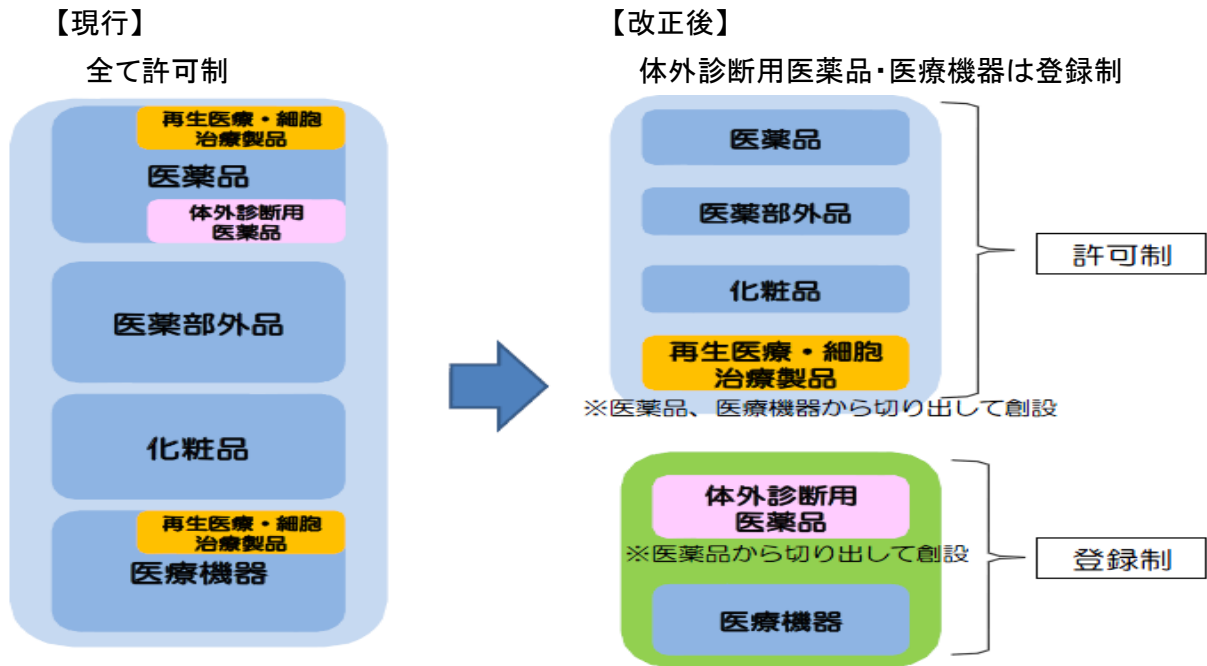 【現行】
全て許可制
再生医療・細胞
治療製品
医薬品
体外診断用
医薬品
医薬部外品
化粧品
再生医療・細胞
治療製品
医療機器
【改正後】
体外診断用医薬品・医療機器は登録制
医薬品
医薬部外品
化粧品
再生医療・細胞
治療製品
※医薬品、医療機器から切り出して創設
許可制
体外診断用
医薬品
※医薬品から切り出して創設
医療機器
登録制